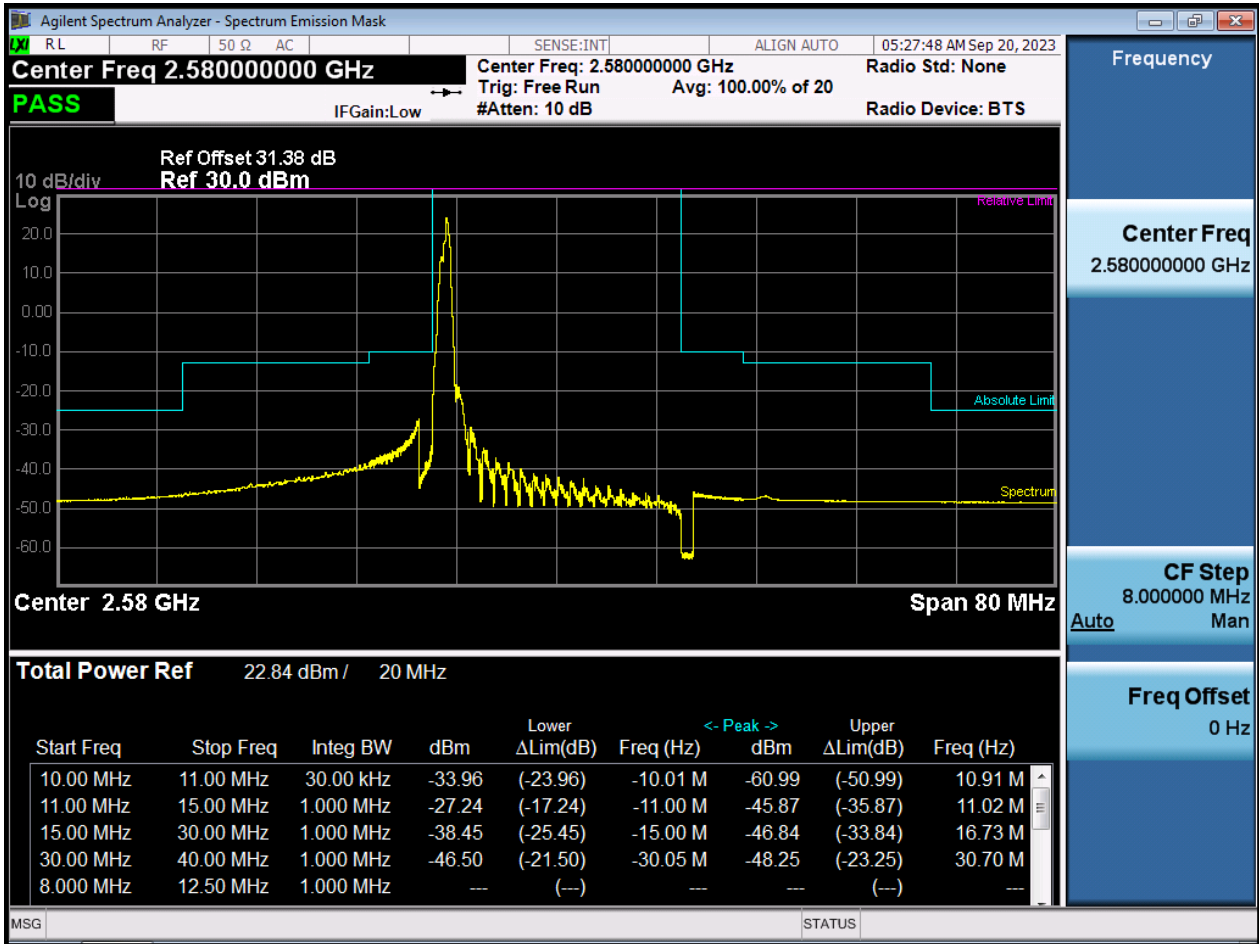 Agilent Spectrum Analyzer - Spectrum Emission Mask
LXI RL RF 50 Ω AC SENSE:INT ALIGN AUTO 05:27:48 AM Sep 20, 2023
Center Freq 2.580000000 GHz
Center Freq: 2.580000000 GHz Radio Std: None
Trig: Free Run Avg: 100.00% of 20
PASS
IFGain:Low #Atten: 10 dB Radio Device: BTS
Ref Offset 31.38 dB
10 dB/div Ref 30.0 dBm
Log
Relative Limit
20.0
10.0
0.00
-10.0
-20.0
Absolute Limit
-30.0
-40.0
Spectrum
-50.0
-60.0
Center 2.58 GHz Span 80 MHz
Total Power Ref 22.84 dBm / 20 MHz
Lower <- Peak -> Upper
Start Freq Stop Freq Integ BW dBm ΔLim(dB) Freq (Hz) dBm ΔLim(dB) Freq (Hz)
10.00 MHz 11.00 MHz 30.00 kHz -33.96 (-23.96) -10.01 M -60.99 (-50.99) 10.91 M
11.00 MHz 15.00 MHz 1.000 MHz -27.24 (-17.24) -11.00 M -45.87 (-35.87) 11.02 M
15.00 MHz 30.00 MHz 1.000 MHz -38.45 (-25.45) -15.00 M -46.84 (-33.84) 16.73 M
30.00 MHz 40.00 MHz 1.000 MHz -46.50 (-21.50) -30.05 M -48.25 (-23.25) 30.70 M
8.000 MHz 12.50 MHz 1.000 MHz --- (---) --- --- (---) ---
MSG STATUS
Frequency
Center Freq
2.580000000 GHz
CF Step
8.000000 MHz
Auto Man
Freq Offset
0 Hz